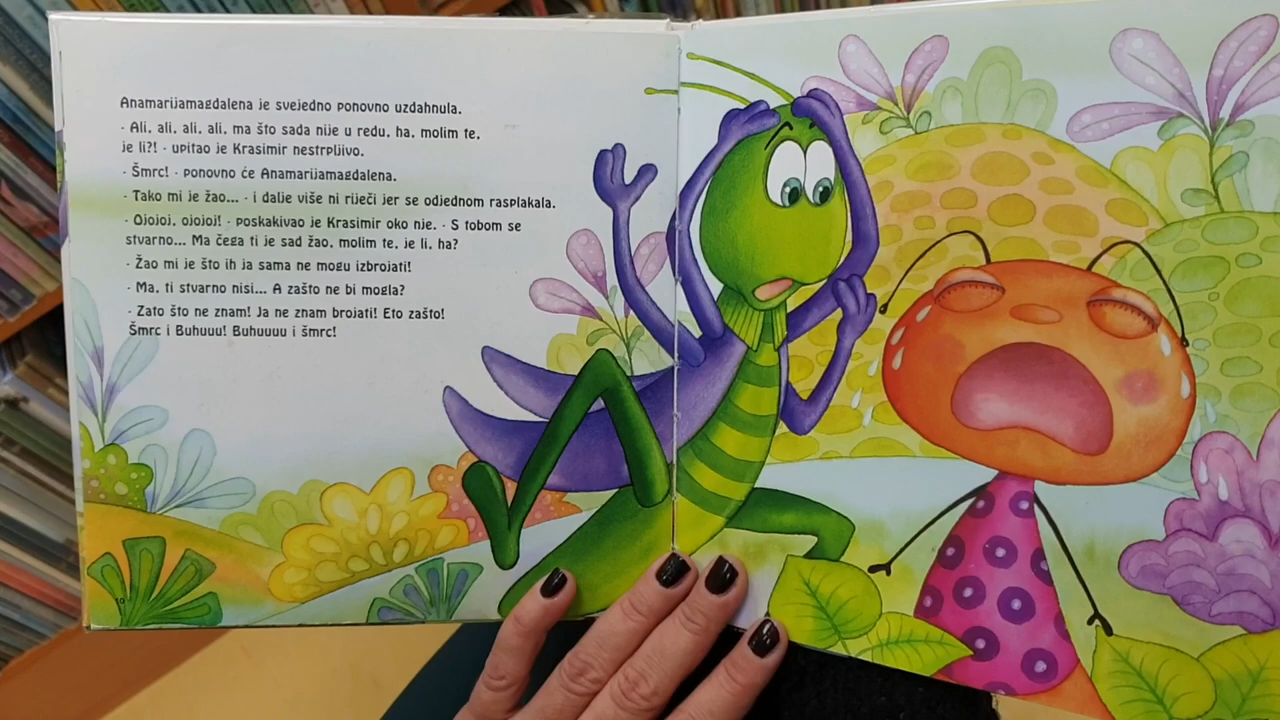 Anamarijamagdalena je svejedno ponovno uzdahnula.
- Ali, ali, ali, ali, ma što sada nije u redu, ha, molim te,
je li?! - upitao je Krasimir nestrpljivo.
- Šmrc! - ponovno će Anamarijamagdalena.
- Tako mi je žao... - i dalje više ni riječi jer se odjednom rasplakala.
- Ojojoj, ojojoj! - poskakivao je Krasimir oko nje. - S tobom se
stvarno... Ma čega ti je sad žao, molim te, je li, ha?
- Žao mi je što ih ja sama ne mogu izbrojati!
- Ma, ti stvarno nisi... A zašto ne bi mogla?
- Zato što ne znam! Ja ne znam brojati! Eto zašto!
Šmrc i Buhuuu! Buhuuuu i šmrc!